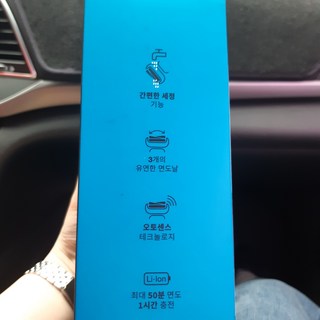 간편한 세척
기능
3개의
유연한 면도날
오토센스
테크놀로지
Li-ion
최대 50분 면도
1시간 충전